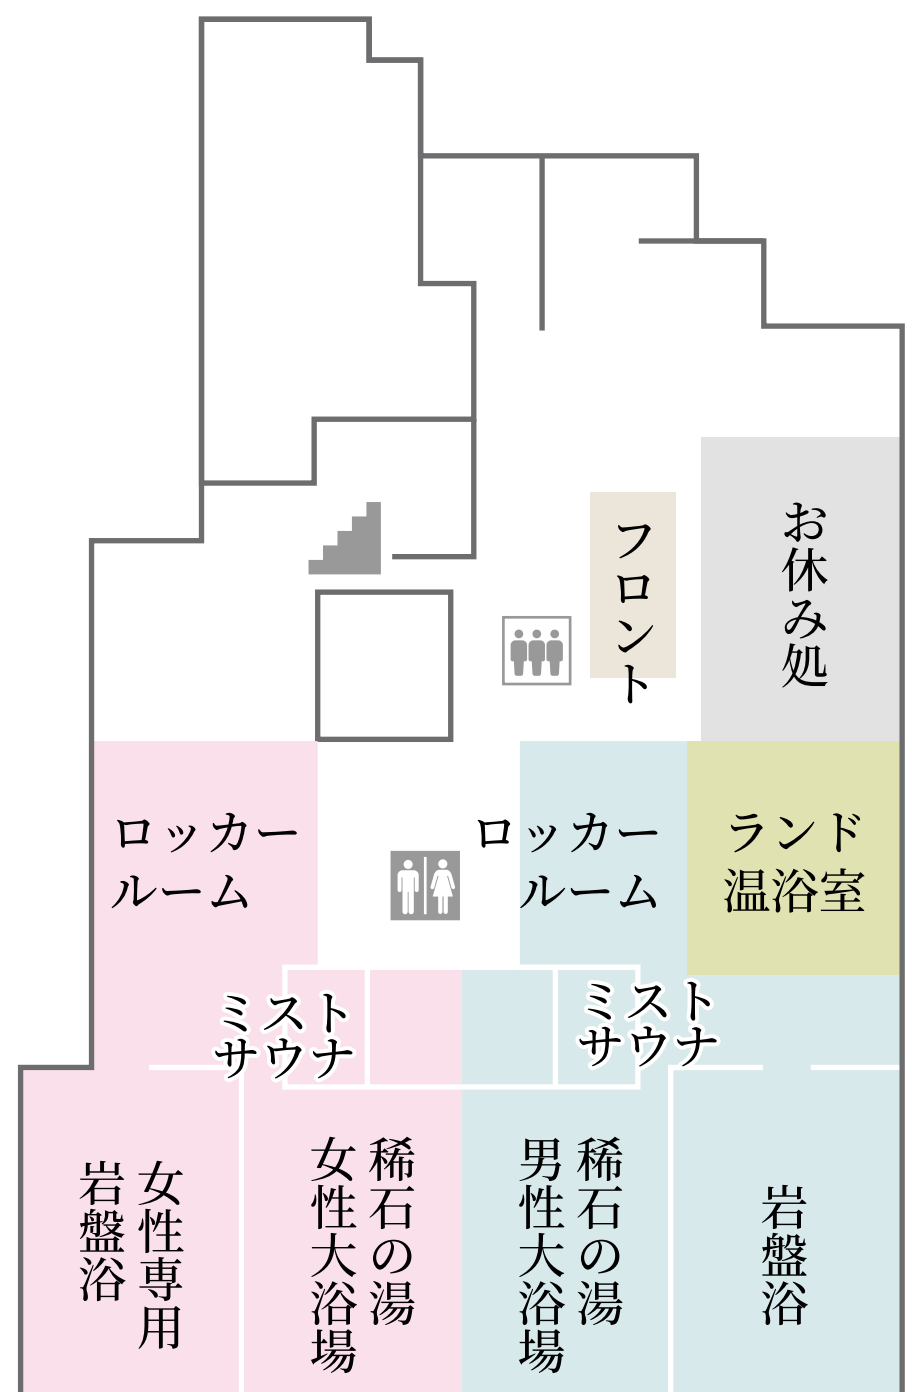 フロント
お休み処
ロッカー
ルーム
ロッカー
ルーム
ランド
温浴室
ミスト
サウナ
ミスト
サウナ
女性専用
岩盤浴
稀石の湯
女性大浴場
稀石の湯
男性大浴場
岩盤浴